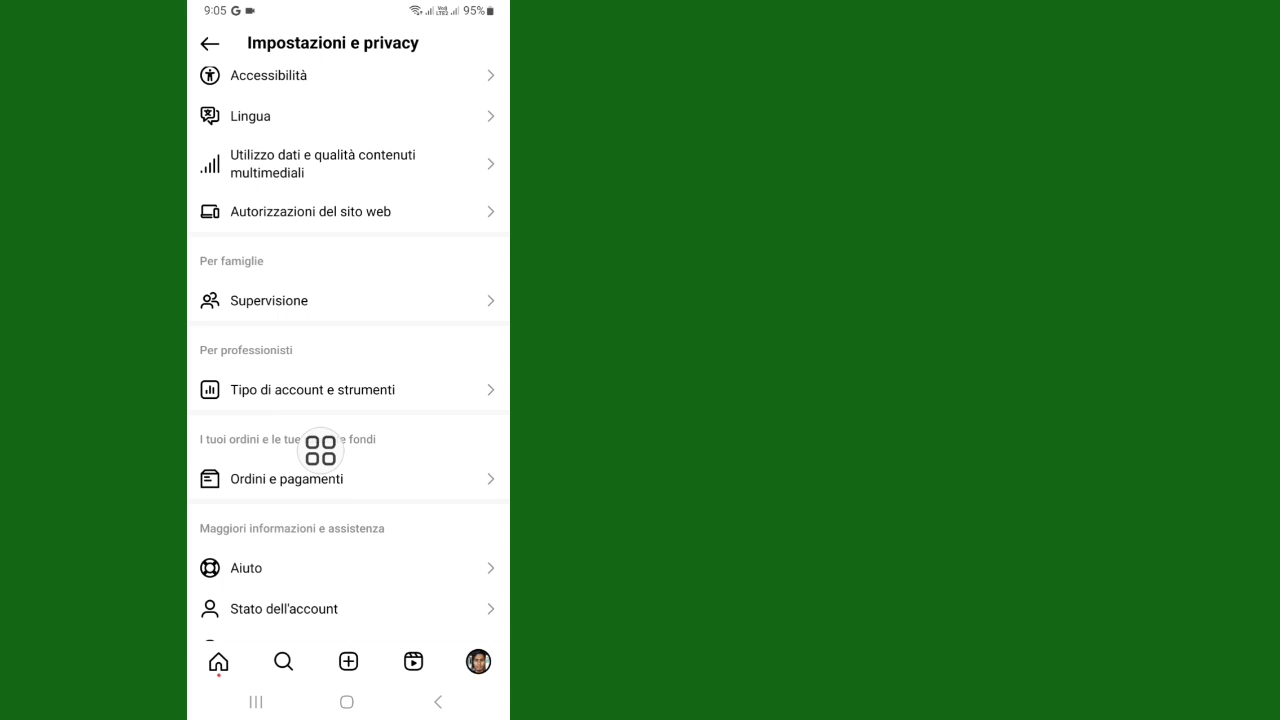 9:05 G 95%
Impostazioni e privacy
Accessibilità
Lingua
Utilizzo dati e qualità contenuti
multimediali
Autorizzazioni del sito web
Per famiglie
Supervisione
Per professionisti
Tipo di account e strumenti
I tuoi ordini e le tue e fondi
Ordini e pagamenti
Maggiori informazioni e assistenza
Aiuto
Stato dell'account